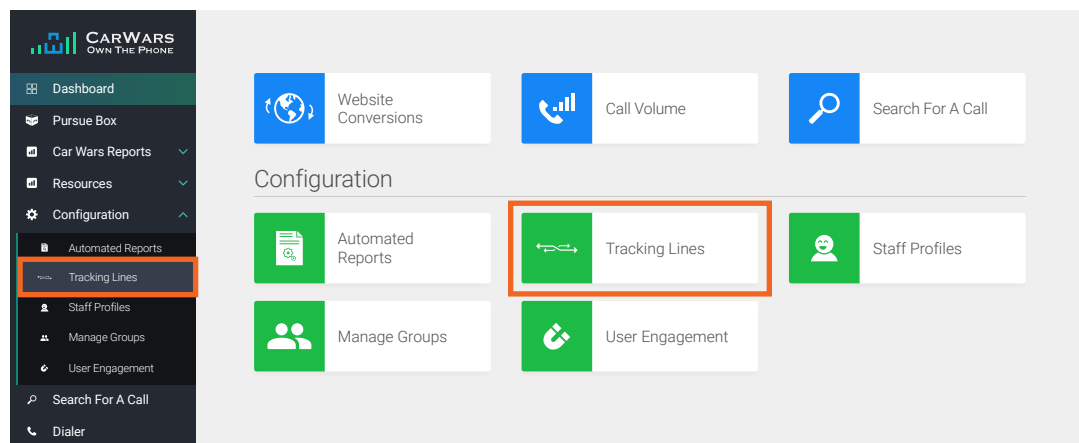 CARWARS
OWN THE PHONE
Dashboard
Pursue Box
Car Wars Reports
Resources
Configuration
Automated Reports
Tracking Lines
Staff Profiles
Manage Groups
User Engagement
Search For A Call
Dialer
Website
Conversions
Call Volume
Search For A Call
Configuration
Automated
Reports
Tracking Lines
Staff Profiles
Manage Groups
User Engagement